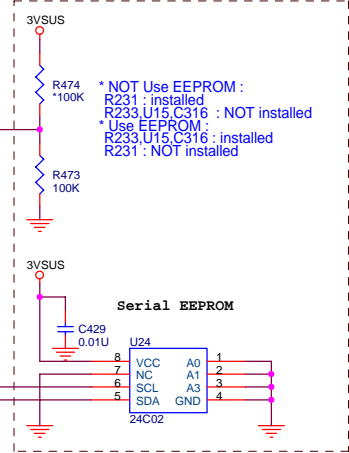 3VSUS
R474
*100K
* NOT Use EEPROM :
R231 : installed
R233,U15,C316 : NOT installed
* Use EEPROM :
R233,U15,C316 : installed
R231 : NOT installed
R473
100K
3VSUS
Serial EEPROM
C429
0.01U
U24
8 VCC A0 1
7 NC A1 2
6 SCL A3 3
5 SDA GND 4
24C02